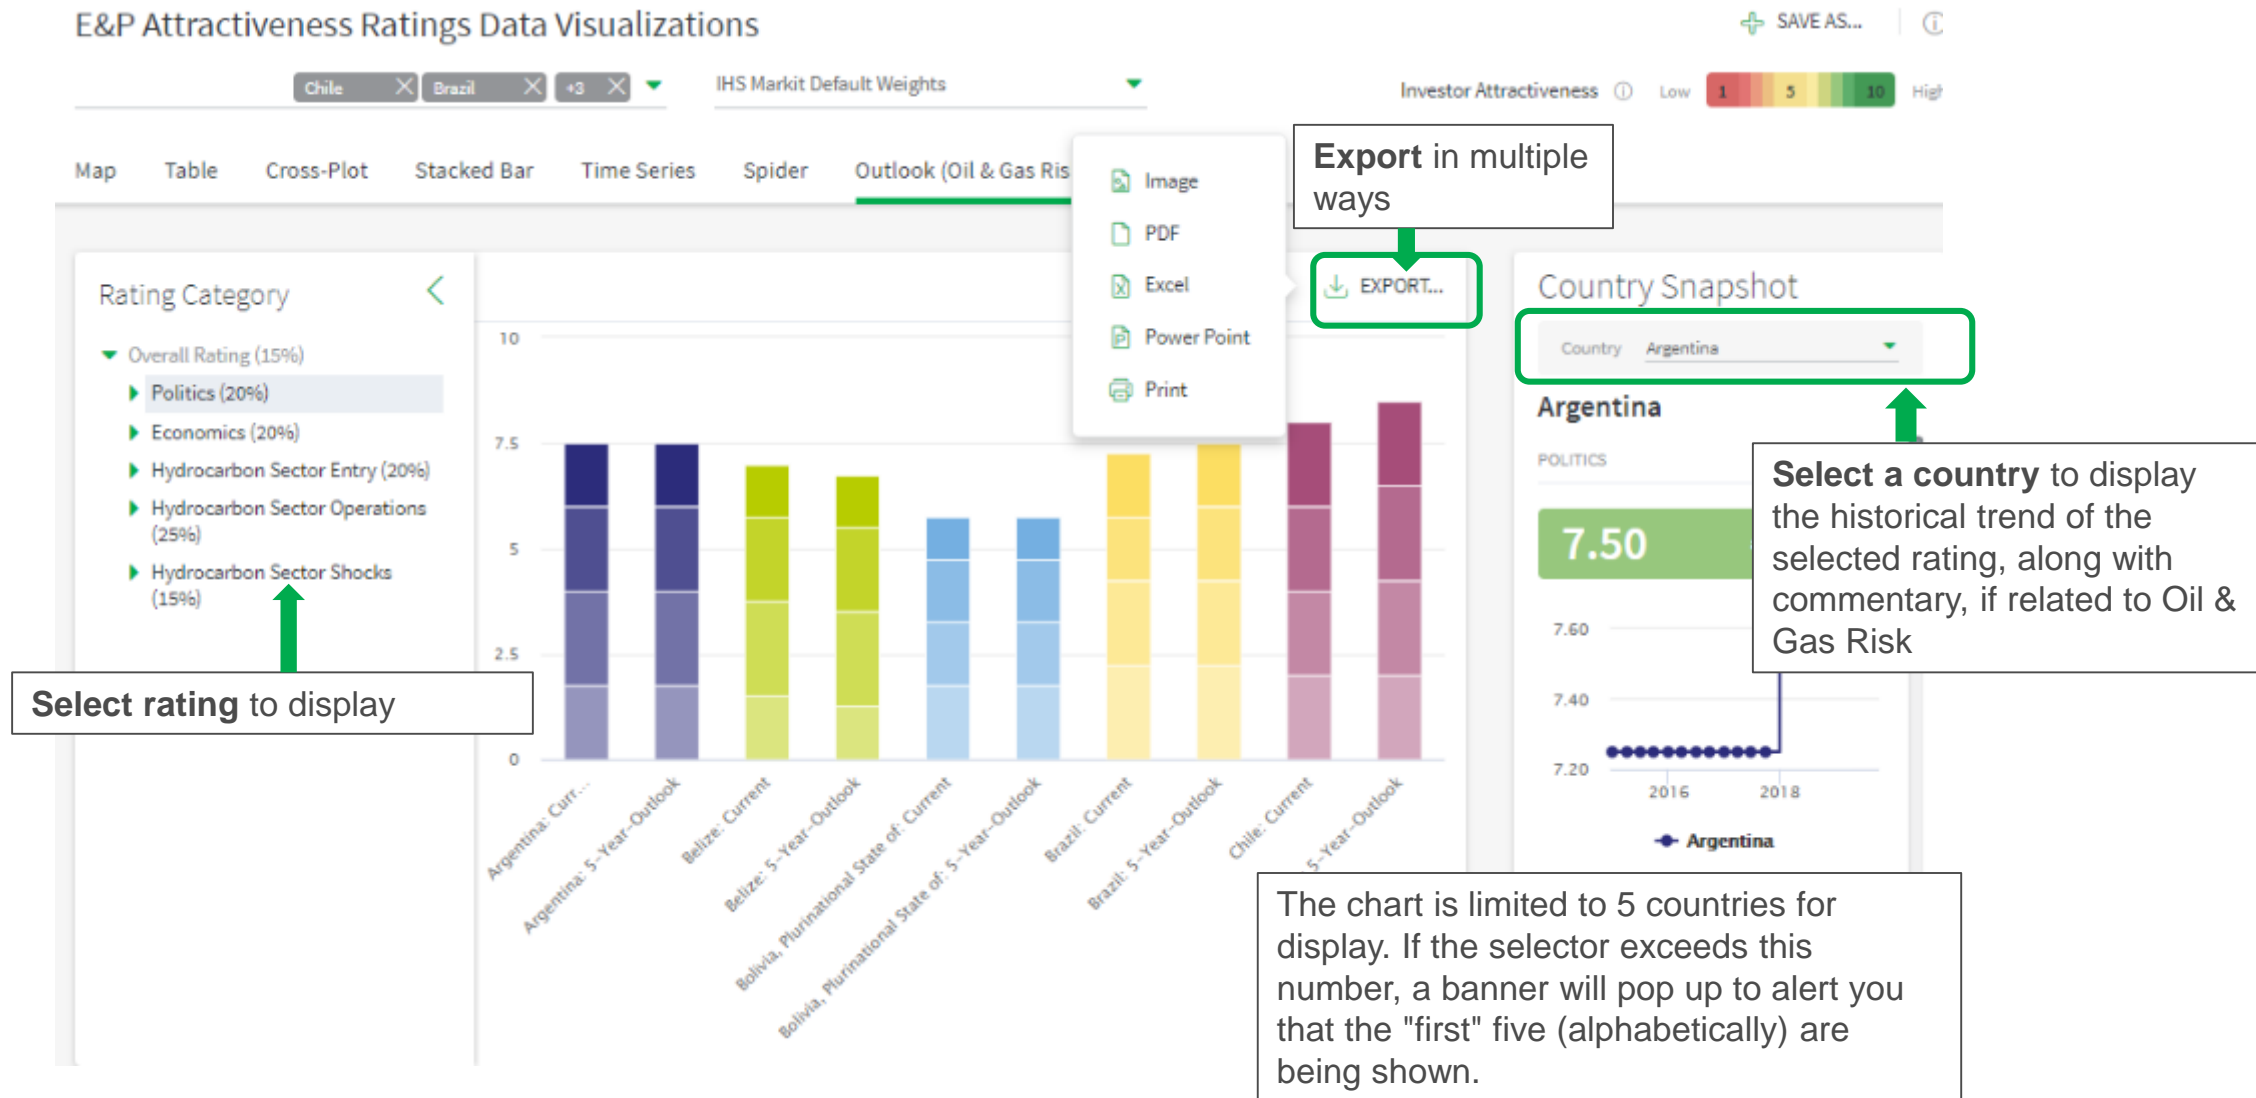 E&P Attractiveness Ratings Data Visualizations
SAVE AS...
Chile
Brazil
+3
IHS Markit Default Weights
Investor Attractiveness
Low
1
5
10
High
Map
Table
Cross-Plot
Stacked Bar
Time Series
Spider
Outlook (Oil & Gas Ris
Image
PDF
Excel
Power Point
Print
Export in multiple
ways
EXPORT...
Rating Category
Overall Rating (15%)
Politics (20%)
Economics (20%)
Hydrocarbon Sector Entry (20%)
Hydrocarbon Sector Operations
(25%)
Hydrocarbon Sector Shocks
(15%)
Select rating to display
10
7.5
5
2.5
0
Argentina: Curr...
Argentina: 5-Year-Outlook
Belize: Current
Belize: 5-Year-Outlook
Bolivia, Plurinational State of: Current
Bolivia, Plurinational State of: 5-Year-Outlook
Brazil: Current
Brazil: 5-Year-Outlook
Chile: Current
: 5-Year-Outlook
Country Snapshot
Country
Argentina
Argentina
POLITICS
7.50
Select a country to display
the historical trend of the
selected rating, along with
commentary, if related to Oil &
Gas Risk
7.60
7.40
7.20
2016
2018
Argentina
The chart is limited to 5 countries for
display. If the selector exceeds this
number, a banner will pop up to alert you
that the "first" five (alphabetically) are
being shown.